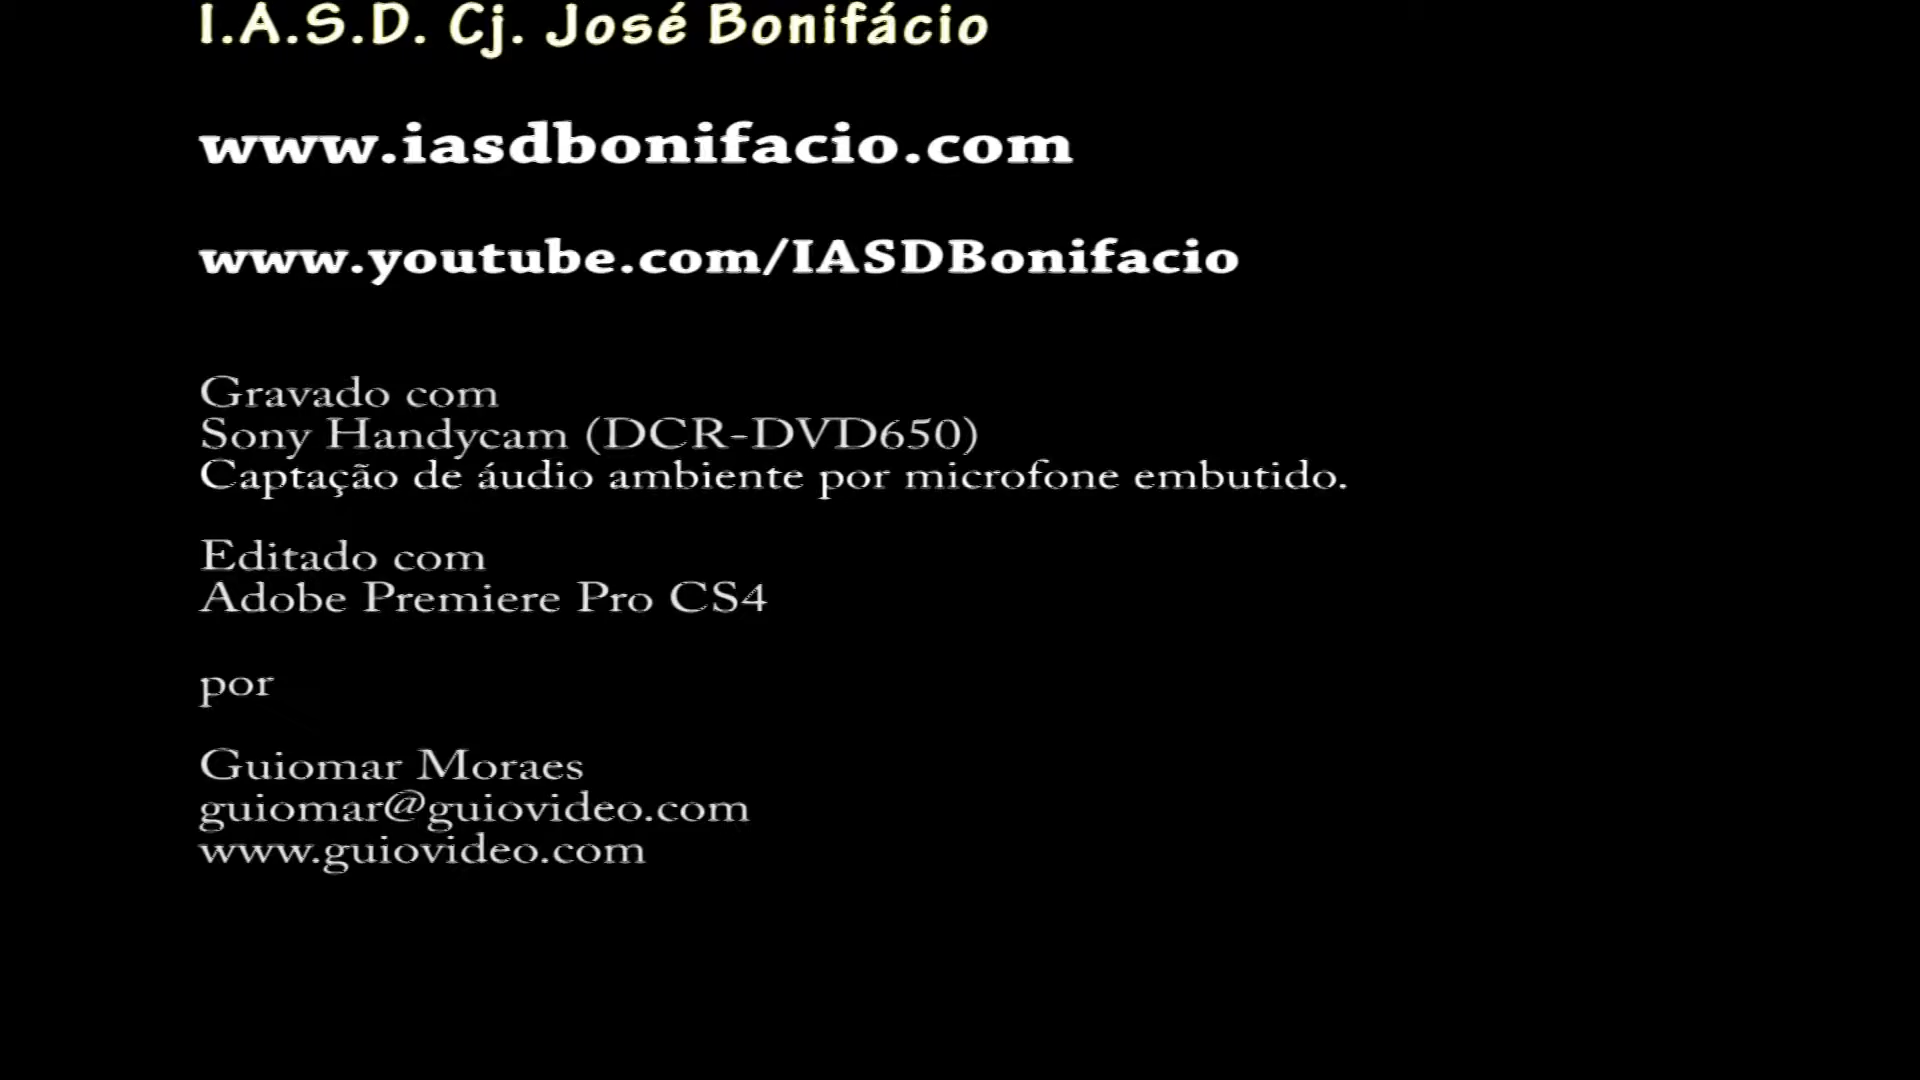 I.A.S.D. Cj. José Bonifácio
www.iasdbonifacio.com
www.youtube.com/IASDBonifacio
Gravado com
Sony Handycam (DCR-DVD650)
Captação de áudio ambiente por microfone embutido.
Editado com
Adobe Premiere Pro CS4
por
Guiomar Moraes
guiomar@guiovideo.com
www.guiovideo.com